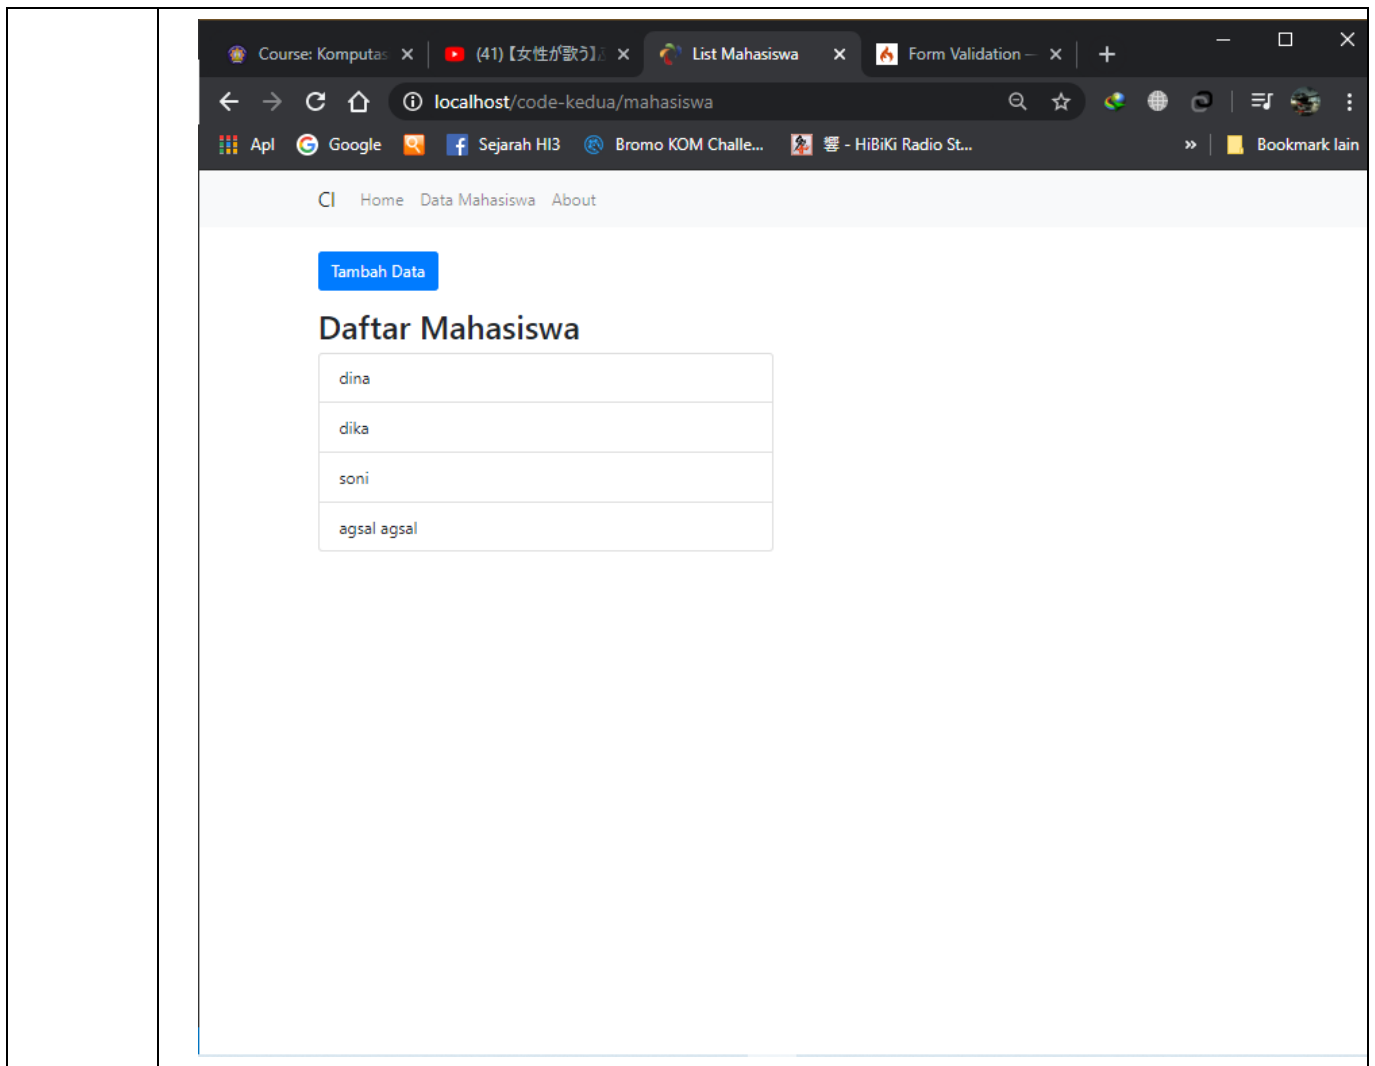 Course: Komputas
(41)【女性が歌う】
List Mahasiswa
Form Validation —
localhost/code-kedua/mahasiswa
Apl
Google
Sejarah HI3
Bromo KOM Challe...
響 - HiBiKi Radio St...
»
Bookmark lain
CI Home Data Mahasiswa About
Tambah Data
Daftar Mahasiswa
dina
dika
soni
agsal agsal